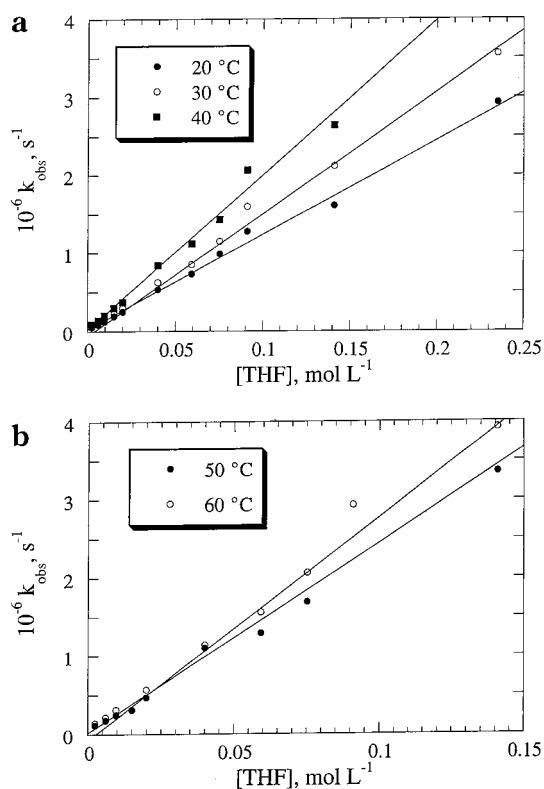 a
4
3
2
1
0
20 °C
30 °C
40 °C
10⁻⁶ k_obs, s⁻¹
0 0.05 0.1 0.15 0.2 0.25
[THF], mol L⁻¹
b
4
3
2
1
0
50 °C
60 °C
10⁻⁶ k_obs, s⁻¹
0 0.05 0.1 0.15
[THF], mol L⁻¹